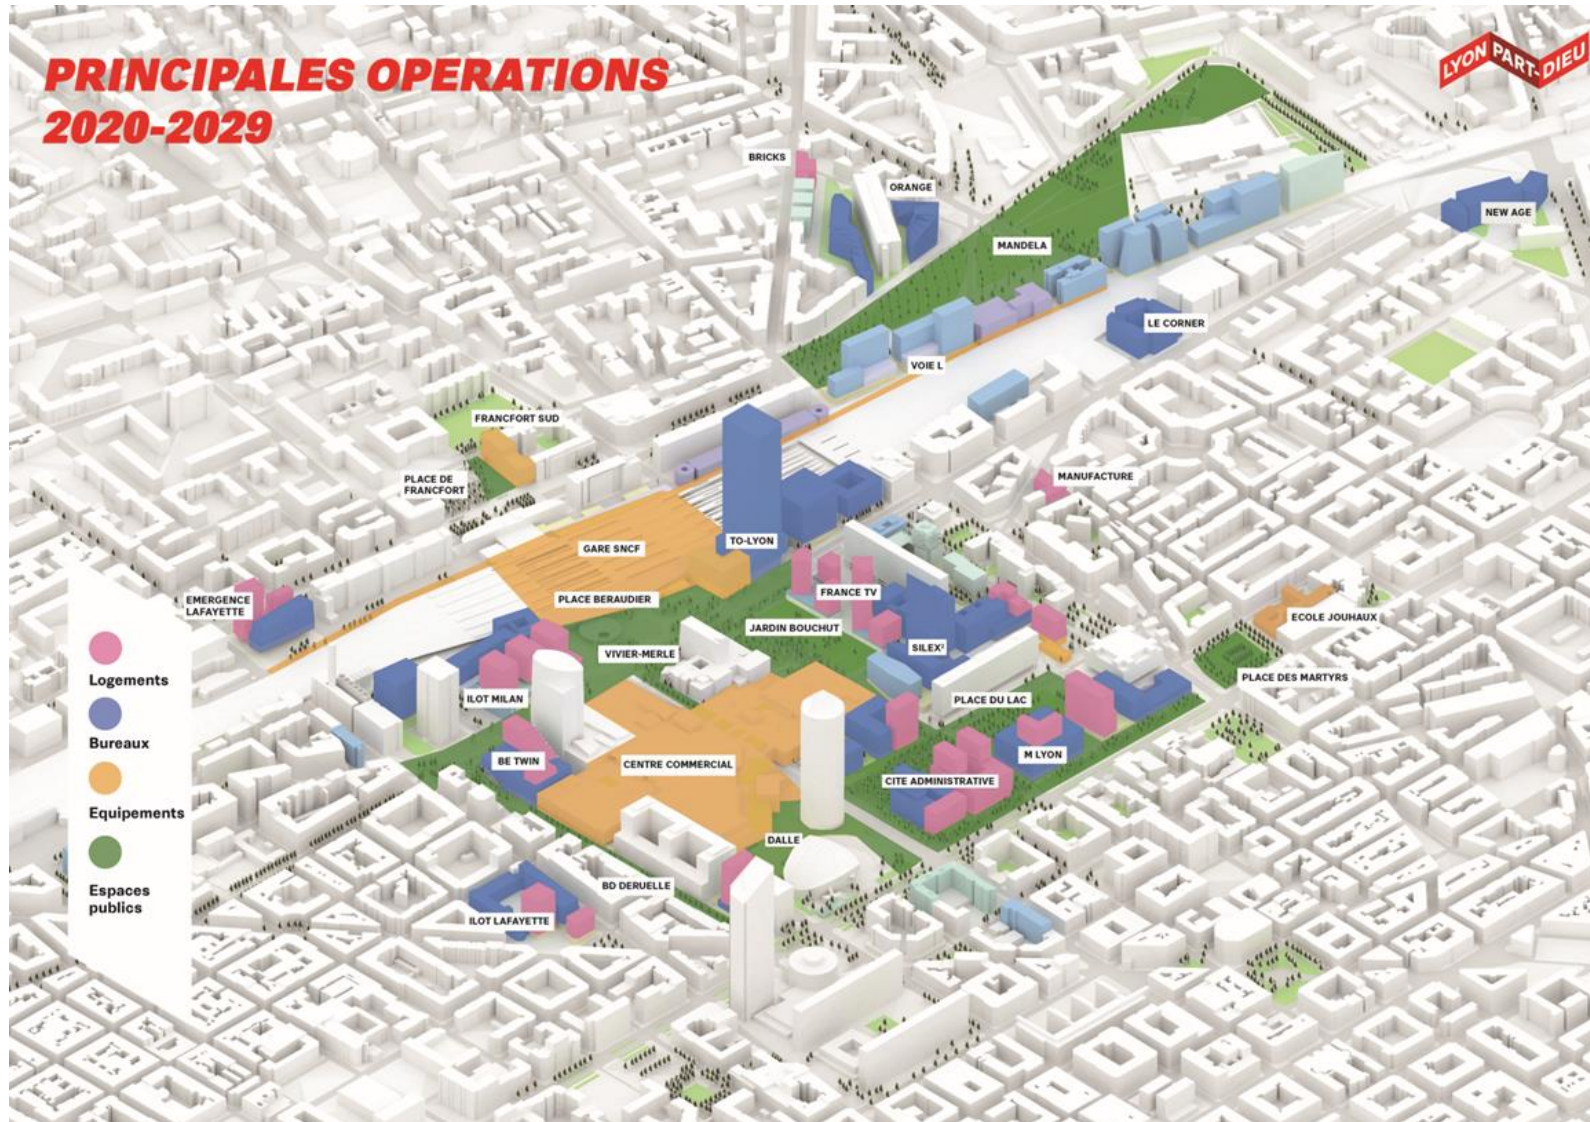 PRINCIPALES OPERATIONS
2020-2029
LYON PART-DIEU
BRICKS
ORANGE
NEW AGE
MANDELA
LE CORNER
VOIE L
FRANCFORT SUD
PLACE DE
FRANCFORT
MANUFACTURE
TO-LYON
GARE SNCF
FRANCE TV
PLACE BERAUDIER
EMERGENCE
LAFAYETTE
ECOLE JOUHAUX
JARDIN BOUCHUT
SILEX²
VIVIER-MERLE
PLACE DES MARTYRS
ILOT MILAN
PLACE DU LAC
M LYON
BE TWIN
CENTRE COMMERCIAL
CITE ADMINISTRATIVE
DALLE
BD DERUELLE
ILOT LAFAYETTE
Logements
Bureaux
Equipements
Espaces
publics